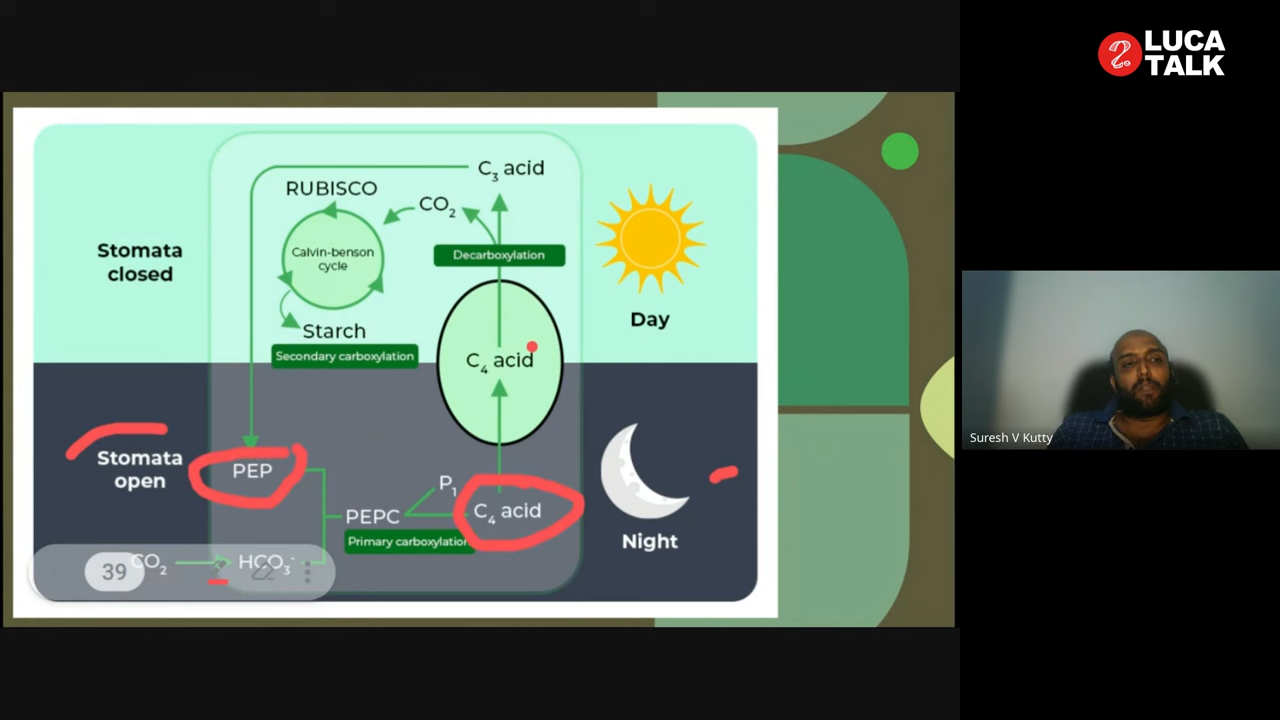 LUCA
TALK
C₃ acid
RUBISCO
CO₂
Calvin-benson
cycle
Stomata
closed
Decarboxylation
Day
Starch
Secondary carboxylation
C₄ acid
Stomata
open
PEP
P₁
C₄ acid
PEPC
Primary carboxylation
Night
CO₂
HCO₃⁻
39
Suresh V Kutty